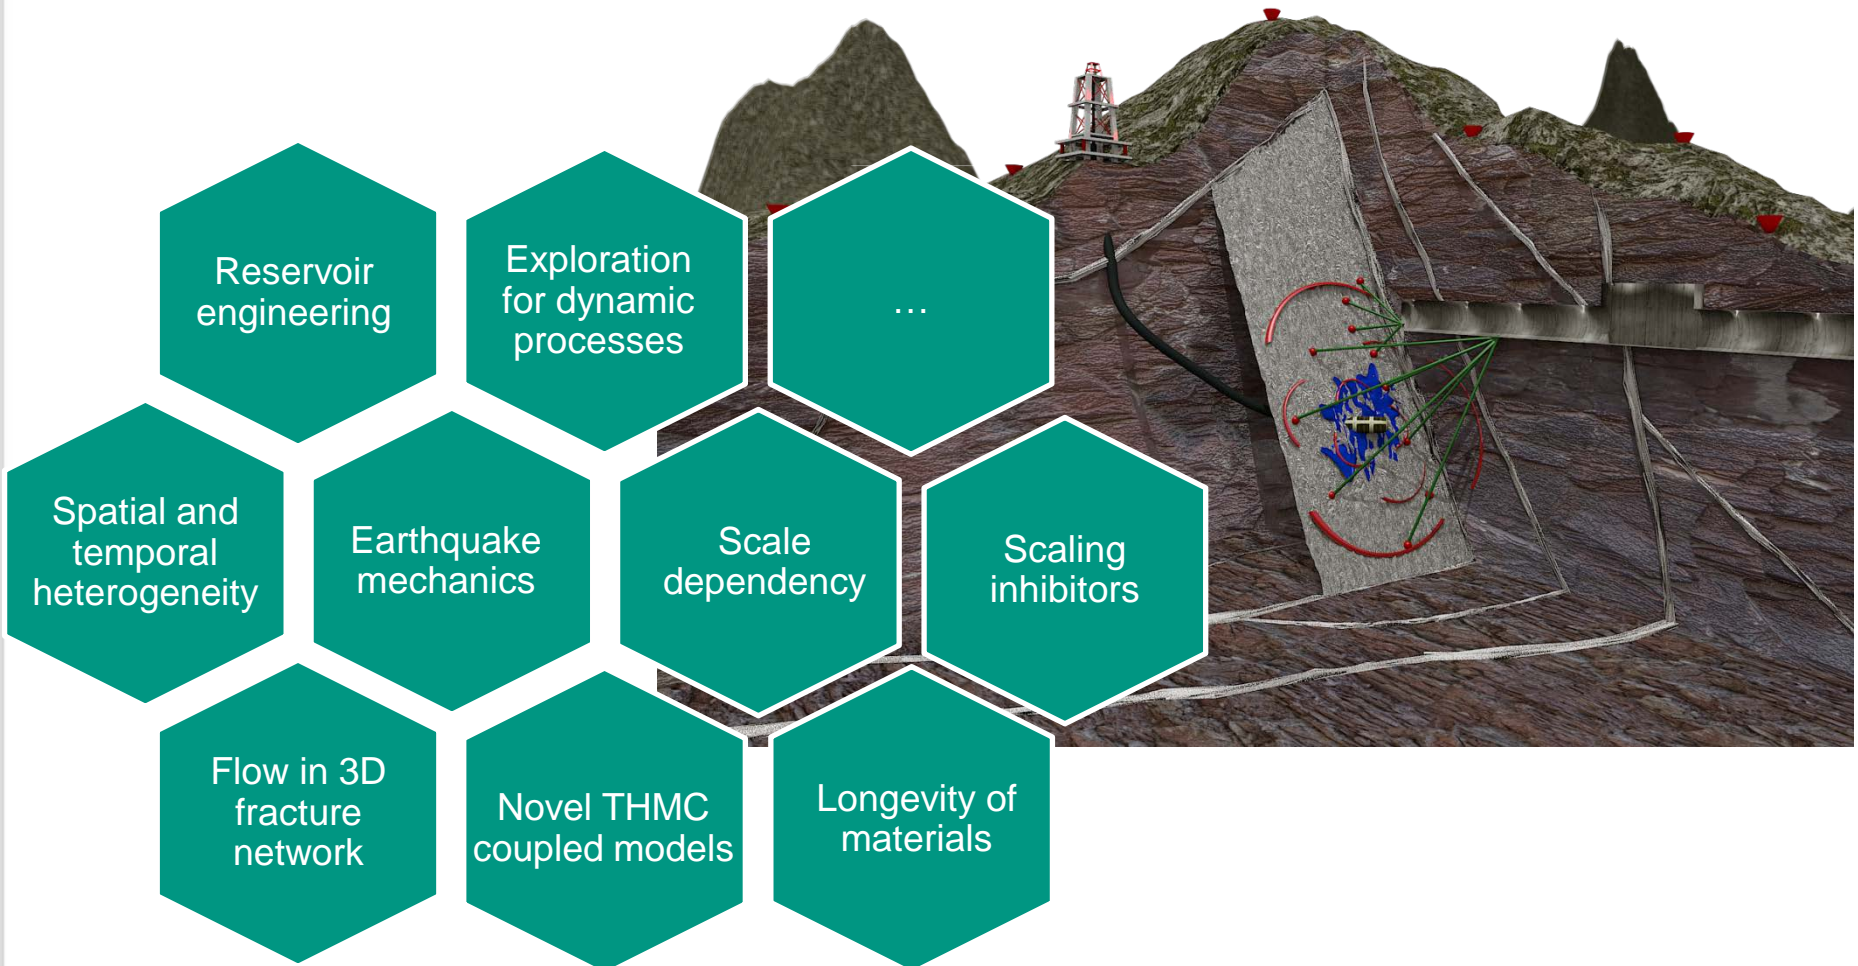 Reservoir
engineering
Exploration
for dynamic
processes
...
Spatial and
temporal
heterogeneity
Earthquake
mechanics
Scale
dependency
Scaling
inhibitors
Flow in 3D
fracture
network
Novel THMC
coupled models
Longevity of
materials